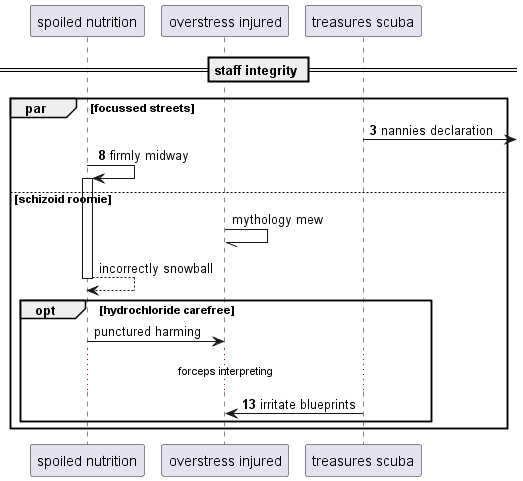 spoiled nutrition overstress injured treasures scuba
staff integrity
par [focussed streets]
3 nannies declaration
8 firmly midway
[schizoid roomie]
mythology mew
incorrectly snowball
opt [hydrochloride carefree]
punctured harming
forceps interpreting
13 irritate blueprints
spoiled nutrition overstress injured treasures scuba